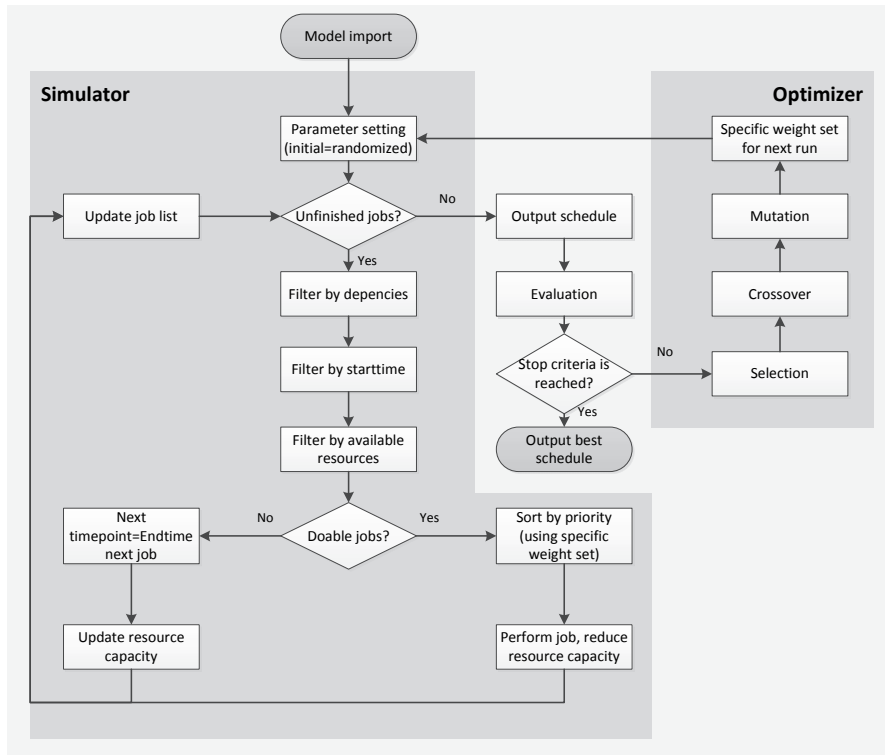 Model import
Simulator
Optimizer
Parameter setting
(initial=randomized)
Specific weight set
for next run
Update job list
Unfinished jobs?
No
Output schedule
Mutation
Yes
Filter by depencies
Evaluation
Crossover
Filter by starttime
Stop criteria is
reached?
No
Selection
Yes
Filter by available
resources
Output best
schedule
Next
timepoint=Endtime
next job
No
Doable jobs?
Yes
Sort by priority
(using specific
weight set)
Update resource
capacity
Perform job, reduce
resource capacity